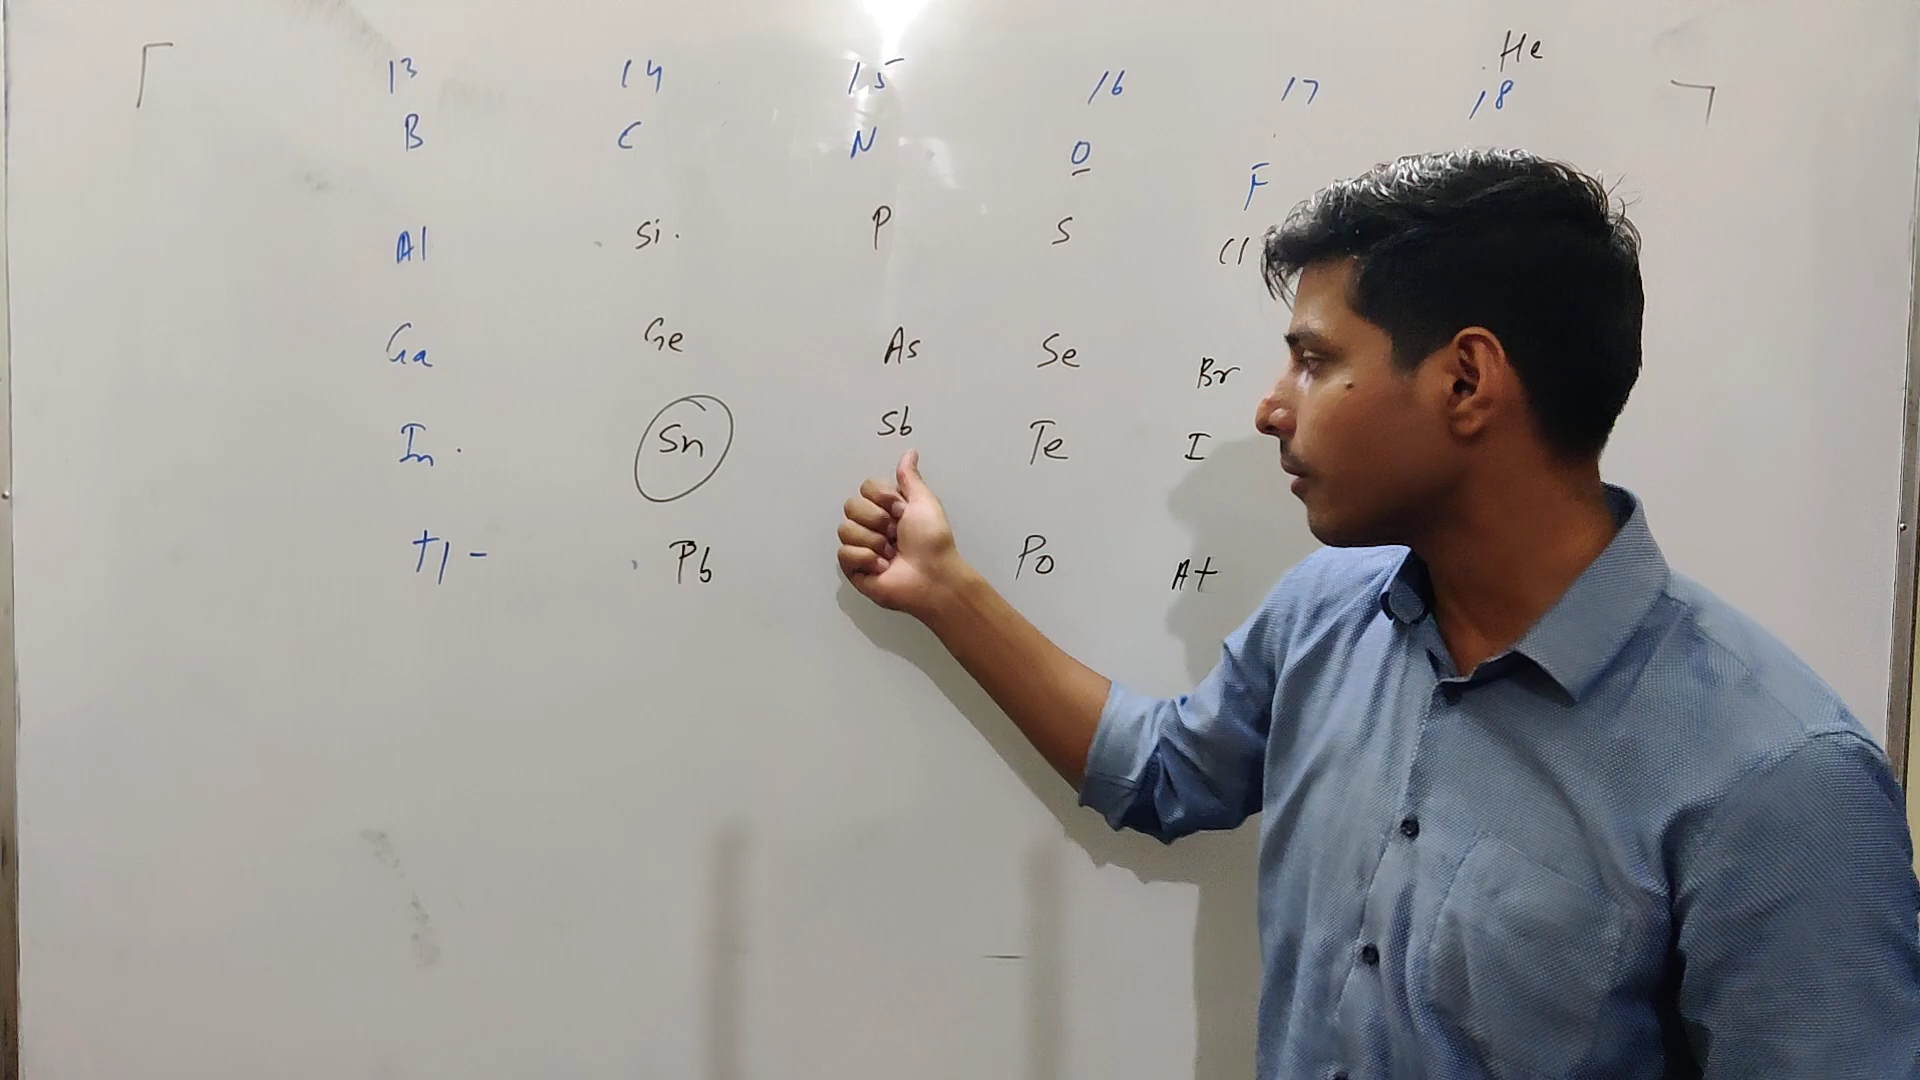 He
13 14 15 16 17 18
B C N O F
Al Si. P S Cl
Ga Ge As Se Br
In. Sn Sb Te I
Tl - Pb Po At